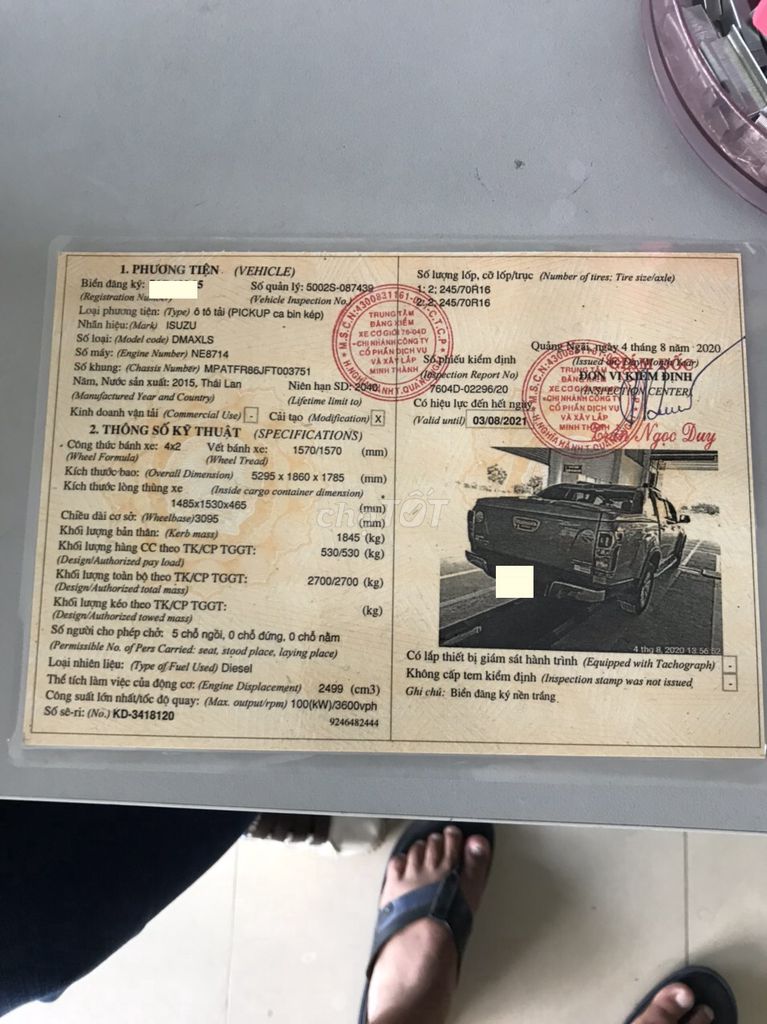 1. PHƯƠNG TIỆN (VEHICLE)
Biển đăng ký: 5 Số quản lý: 5002S-087439
(Registration Number) (Vehicle Inspection No.)
Loại phương tiện: (Type) ô tô tải (PICKUP ca bin kép)
Nhãn hiệu: (Mark) ISUZU
Số loại: (Model code) DMAXLS
Số máy: (Engine Number) NE8714
Số khung: (Chassis Number) MPATFR86JFT003751
Năm, Nước sản xuất: 2015, Thái Lan Niên hạn SD: 2040
(Manufactured Year and Country) (Lifetime limit to)
Kinh doanh vận tải (Commercial Use) - Cải tạo (Modification) X
2. THÔNG SỐ KỸ THUẬT (SPECIFICATIONS)
Công thức bánh xe: 4x2 Vết bánh xe: 1570/1570 (mm)
(Wheel Formula) (Wheel Tread)
Kích thước bao: (Overall Dimension) 5295 x 1860 x 1785 (mm)
Kích thước lòng thùng xe (Inside cargo container dimension)
1485x1530x465 (mm)
Chiều dài cơ sở: (Wheelbase) 3095 (mm)
Khối lượng bản thân: (Kerb mass) 1845 (kg)
Khối lượng hàng CC theo TK/CP TGGT: 530/530 (kg)
(Design/Authorized pay load)
Khối lượng toàn bộ theo TK/CP TGGT: 2700/2700 (kg)
(Design/Authorized total mass)
Khối lượng kéo theo TK/CP TGGT: (kg)
(Design/Authorized towed mass)
Số người cho phép chở: 5 chỗ ngồi, 0 chỗ đứng, 0 chỗ nằm
(Permissible No. of Pers Carried: seat, stood place, laying place)
Loại nhiên liệu: (Type of Fuel Used) Diesel
Thể tích làm việc của động cơ: (Engine Displacement) 2499 (cm3)
Công suất lớn nhất/tốc độ quay: (Max. output/rpm) 100(kW)/3600vph
Số sê-ri: (No.) KD-3418120 9246482444
Số lượng lốp, cỡ lốp/trục (Number of tires; Tire size/axle)
1: 2; 245/70R16
2: 2; 245/70R16
Quảng Ngãi, ngày 4 tháng 8 năm 2020
(Issued on: Day/Month/Year)
Số phiếu kiểm định ĐƠN VỊ KIỂM ĐỊNH
(Inspection Report No) (INSPECTION CENTER)
7604D-02296/20
Có hiệu lực đến hết ngày
(Valid until) 03/08/2021
Trần Ngọc Duy
TRUNG TÂM
ĐĂNG KIỂM
XE CƠ GIỚI 76-04D
-CHI NHÁNH CÔNG TY
CỔ PHẦN DỊCH VỤ
VÀ XÂY LẮP
MINH THÀNH
chợTỐT
4 thg 8, 2020 13:56:52
Có lắp thiết bị giám sát hành trình (Equipped with Tachograph) -
Không cấp tem kiểm định (Inspection stamp was not issued) -
Ghi chú: Biển đăng ký nền trắng